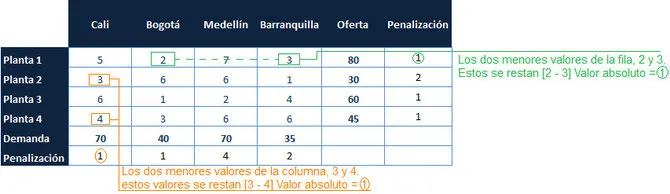 Cali Bogotá Medellín Barranquilla Oferta Penalización
Planta 1 5 2 7 3 80 1
Planta 2 3 6 6 1 30 2
Planta 3 6 1 2 4 60 1
Planta 4 4 3 6 6 45 1
Demanda 70 40 70 35
Penalización 1 1 4 2
Los dos menores valores de la fila, 2 y 3.
Estos se restan [2 - 3] Valor absoluto = 1
Los dos menores valores de la columna, 3 y 4.
estos valores se restan [3 - 4] Valor absoluto = 1